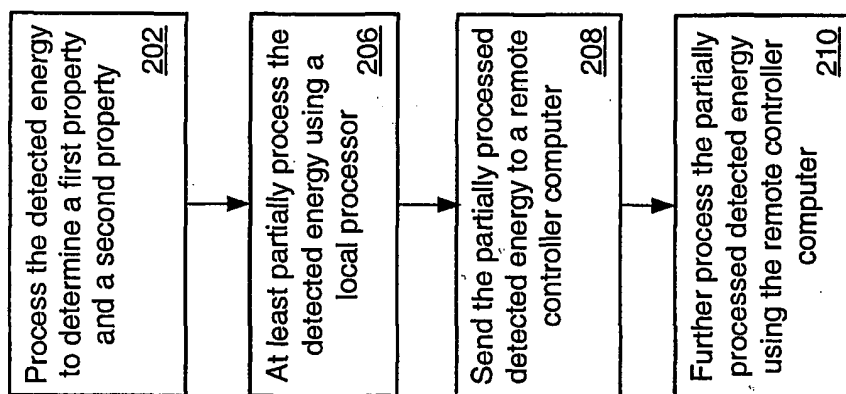 Process the detected energy
to determine a first property
and a second property
202
At least partially process the
detected energy using a
local processor
206
Send the partially processed
detected energy to a remote
controller computer
208
Further process the partially
processed detected energy
using the remote controller
computer
210